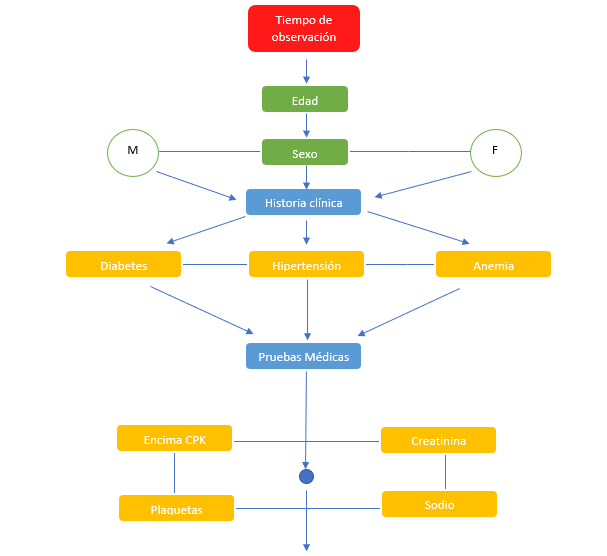 Tiempo de
observación
Edad
M
Sexo
F
Historia clínica
Diabetes
Hipertensión
Anemia
Pruebas Médicas
Encima CPK
Creatinina
Plaquetas
Sodio